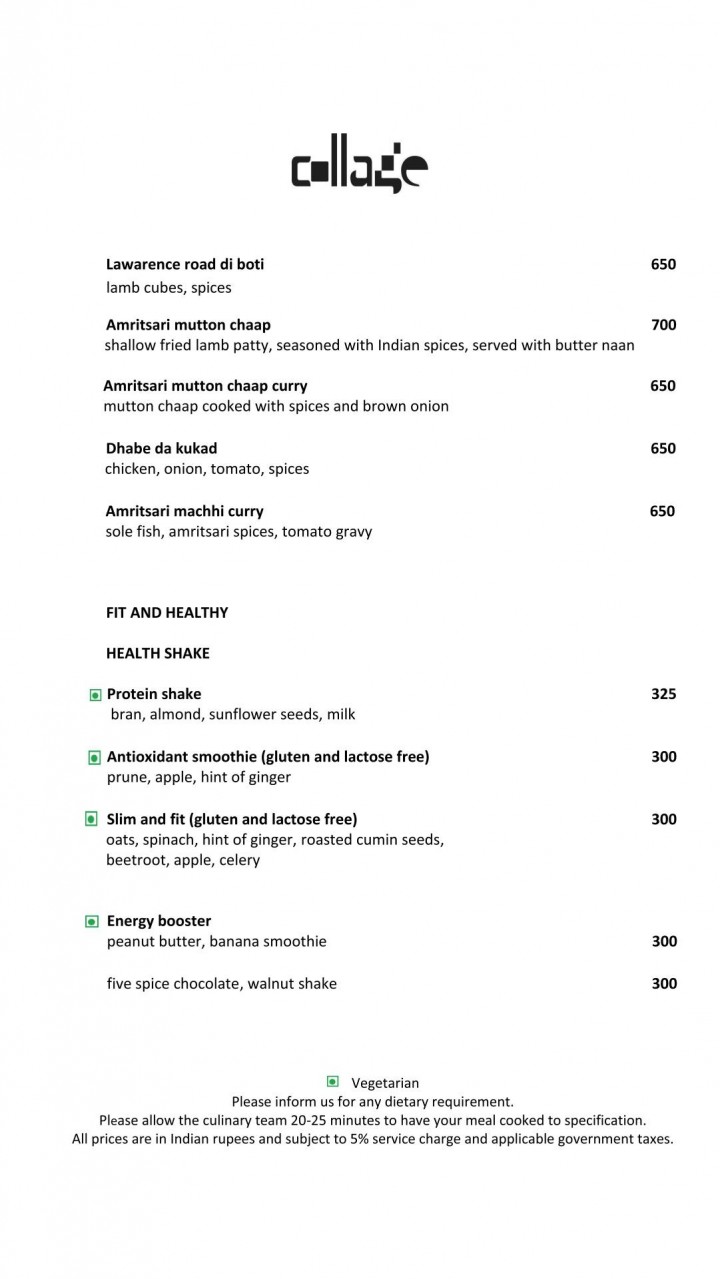 collage
Lawarence road di boti 650
lamb cubes, spices
Amritsari mutton chaap 700
shallow fried lamb patty, seasoned with Indian spices, served with butter naan
Amritsari mutton chaap curry 650
mutton chaap cooked with spices and brown onion
Dhabe da kukad 650
chicken, onion, tomato, spices
Amritsari machhi curry 650
sole fish, amritsari spices, tomato gravy
FIT AND HEALTHY
HEALTH SHAKE
Protein shake 325
bran, almond, sunflower seeds, milk
Antioxidant smoothie (gluten and lactose free) 300
prune, apple, hint of ginger
Slim and fit (gluten and lactose free) 300
oats, spinach, hint of ginger, roasted cumin seeds,
beetroot, apple, celery
Energy booster
peanut butter, banana smoothie 300
five spice chocolate, walnut shake 300
Vegetarian
Please inform us for any dietary requirement.
Please allow the culinary team 20-25 minutes to have your meal cooked to specification.
All prices are in Indian rupees and subject to 5% service charge and applicable government taxes.